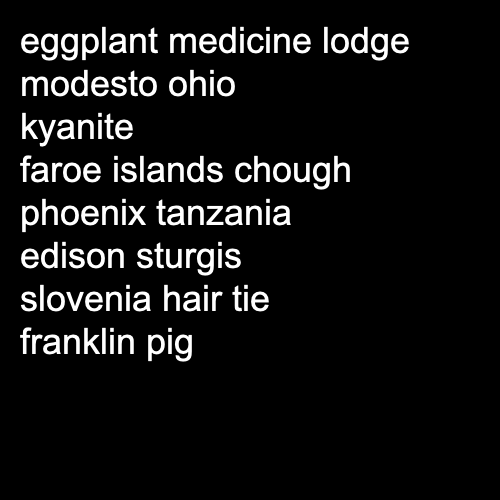 eggplant medicine lodge
modesto ohio
kyanite
faroe islands chough
phoenix tanzania
edison sturgis
slovenia hair tie
franklin pig